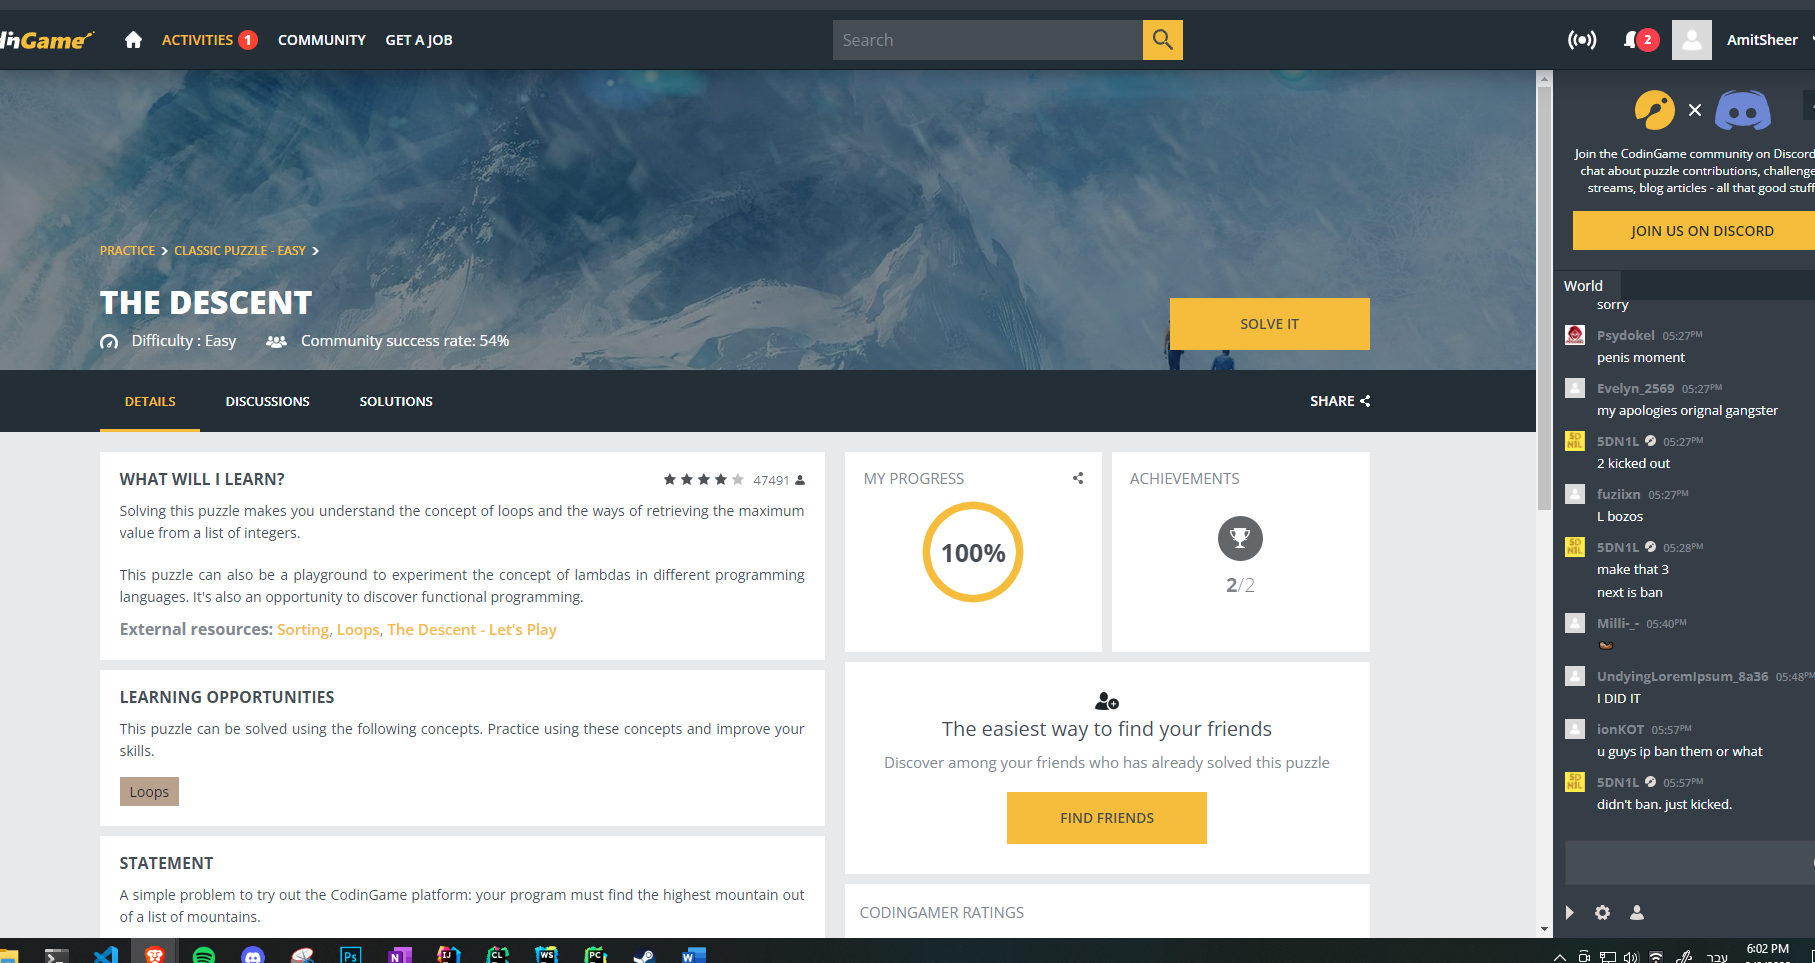 dinGame
ACTIVITIES 1
COMMUNITY
GET A JOB
Search
2
AmitSheer
PRACTICE > CLASSIC PUZZLE - EASY >
THE DESCENT
Difficulty : Easy
Community success rate: 54%
SOLVE IT
DETAILS
DISCUSSIONS
SOLUTIONS
SHARE
WHAT WILL I LEARN?
47491
Solving this puzzle makes you understand the concept of loops and the ways of retrieving the maximum
value from a list of integers.
This puzzle can also be a playground to experiment the concept of lambdas in different programming
languages. It's also an opportunity to discover functional programming.
External resources: Sorting, Loops, The Descent - Let's Play
LEARNING OPPORTUNITIES
This puzzle can be solved using the following concepts. Practice using these concepts and improve your
skills.
Loops
STATEMENT
A simple problem to try out the CodinGame platform: your program must find the highest mountain out
of a list of mountains.
MY PROGRESS
100%
ACHIEVEMENTS
2/2
The easiest way to find your friends
Discover among your friends who has already solved this puzzle
FIND FRIENDS
CODINGAMER RATINGS
Join the CodinGame community on Discord
chat about puzzle contributions, challenge
streams, blog articles - all that good stuff
JOIN US ON DISCORD
World
sorry
Psydokel 05:27PM
penis moment
Evelyn_2569 05:27PM
my apologies orignal gangster
5DN1L 05:27PM
2 kicked out
fuziixn 05:27PM
L bozos
5DN1L 05:28PM
make that 3
next is ban
Milli-_- 05:40PM
UndyingLoremIpsum_8a36 05:48PM
I DID IT
ionKOT 05:57PM
u guys ip ban them or what
5DN1L 05:57PM
didn't ban. just kicked.
Ps
N
IJ
CL
WS
PC
W
עבר
6:02 PM